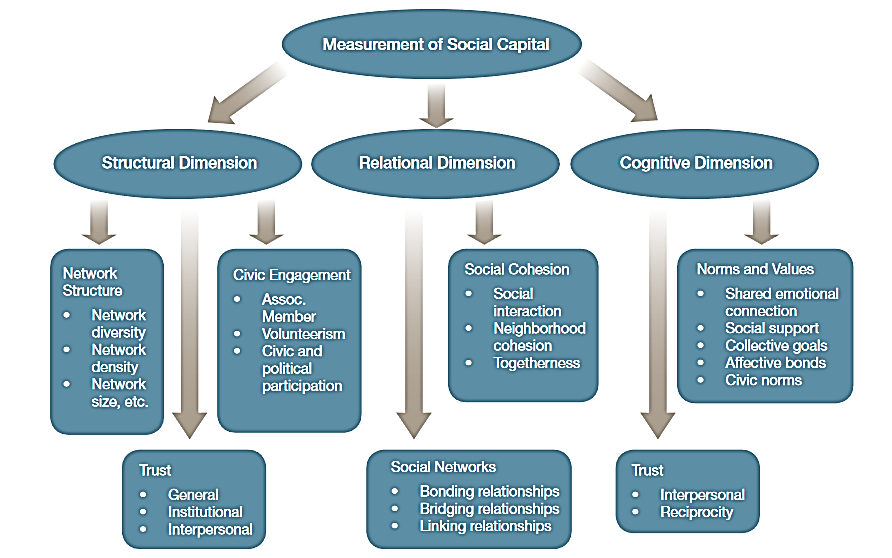 Measurement of Social Capital
Structural Dimension
Relational Dimension
Cognitive Dimension
Network
Structure
• Network
diversity
• Network
density
• Network
size, etc.
Civic Engagement
• Assoc.
Member
• Volunteerism
• Civic and
political
participation
Social Cohesion
• Social
interaction
• Neighborhood
cohesion
• Togetherness
Norms and Values
• Shared emotional
connection
• Social support
• Collective goals
• Affective bonds
• Civic norms
Trust
• General
• Institutional
• Interpersonal
Social Networks
• Bonding relationships
• Bridging relationships
• Linking relationships
Trust
• Interpersonal
• Reciprocity